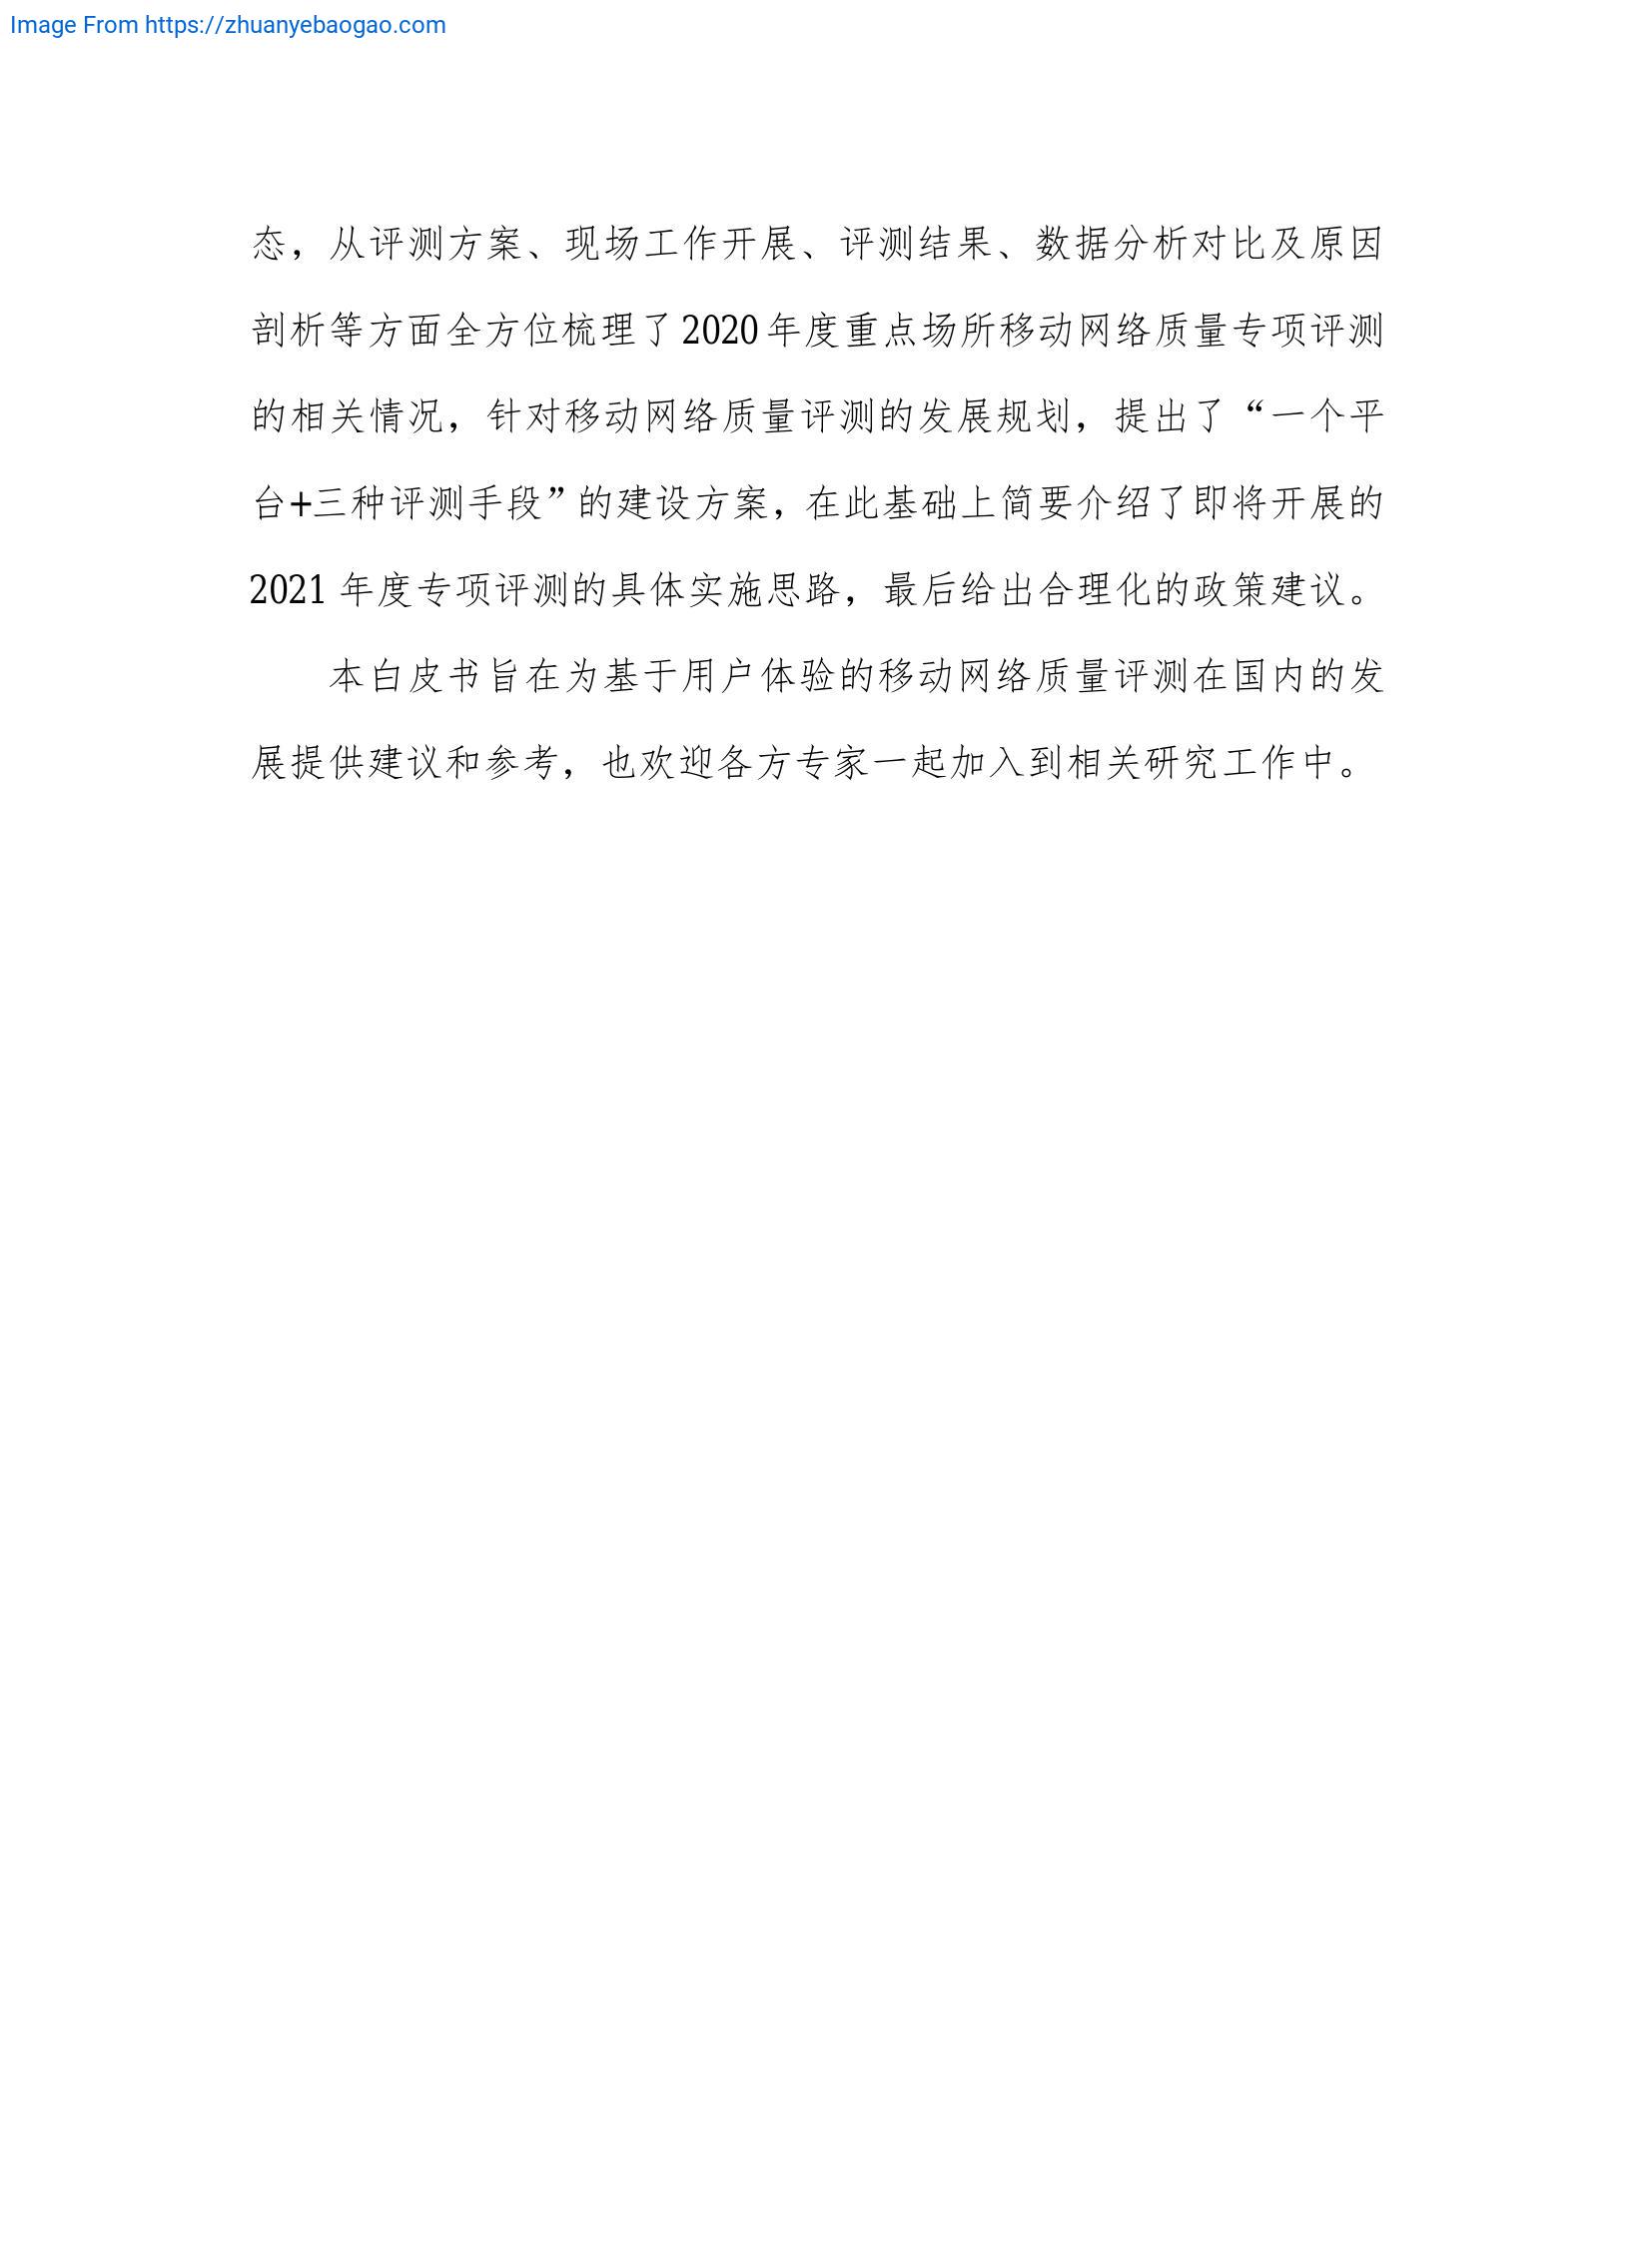 Image From https://zhuanyebaogao.com
态，从评测方案、现场工作开展、评测结果、数据分析对比及原因
剖析等方面全方位梳理了 2020 年度重点场所移动网络质量专项评测
的相关情况，针对移动网络质量评测的发展规划，提出了“一个平
台+三种评测手段”的建设方案，在此基础上简要介绍了即将开展的
2021 年度专项评测的具体实施思路，最后给出合理化的政策建议。
本白皮书旨在为基于用户体验的移动网络质量评测在国内的发
展提供建议和参考，也欢迎各方专家一起加入到相关研究工作中。